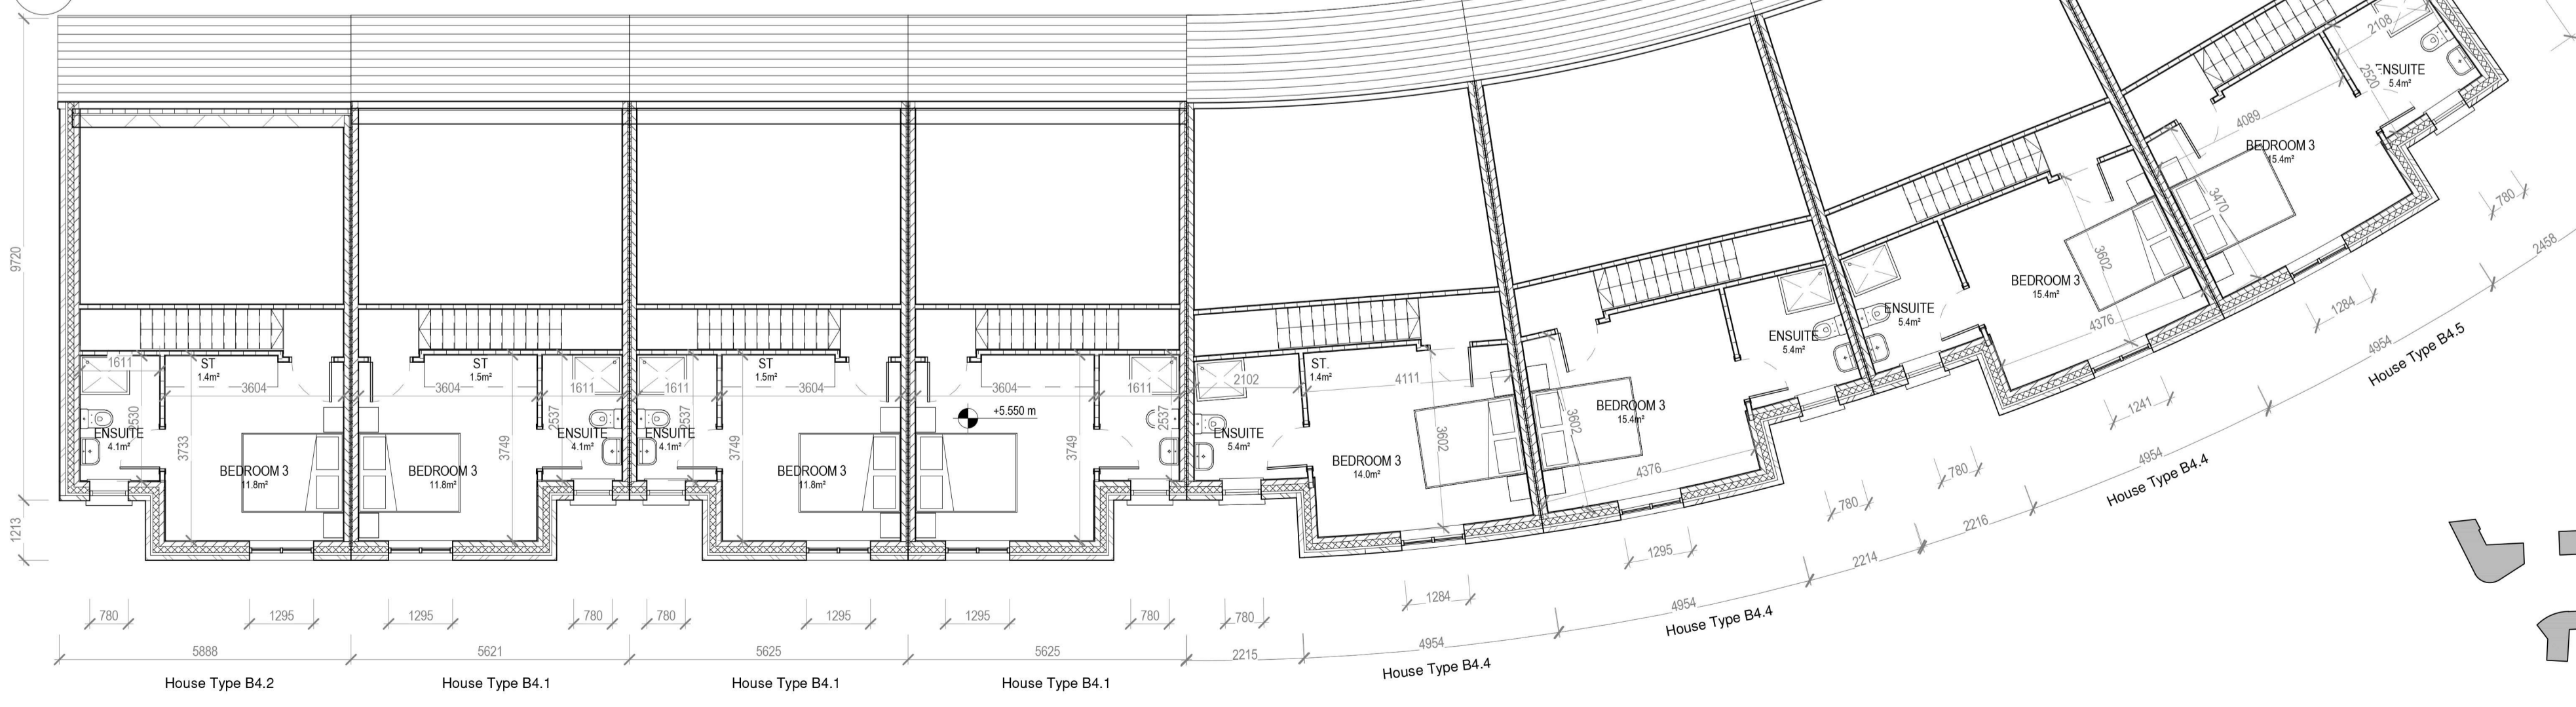 9720
1213
ST
1.4m²
1611
3604
2530
3733
ENSUITE
4.1m²
BEDROOM 3
11.8m²
ST
1.5m²
3604
1611
2537
3749
ENSUITE
4.1m²
BEDROOM 3
11.8m²
ST
1.5m²
1611
3604
2537
3749
ENSUITE
4.1m²
BEDROOM 3
11.8m²
3604
1611
2537
3749
+5.550 m
ST
1.4m²
2102
4111
3602
ENSUITE
5.4m²
BEDROOM 3
14.0m²
BEDROOM 3
15.4m²
3602
4376
ENSUITE
5.4m²
ENSUITE
5.4m²
BEDROOM 3
15.4m²
3602
4376
BEDROOM 3
15.4m²
4089
3470
2108
2520
ENSUITE
5.4m²
780
1295
1295
780
780
1295
1295
780
780
1284
1295
780
780
1241
1284
780
5888
5621
5625
5625
2215
4954
4954
2214
2216
4954
4954
2458
House Type B4.2
House Type B4.1
House Type B4.1
House Type B4.1
House Type B4.4
House Type B4.4
House Type B4.4
House Type B4.5